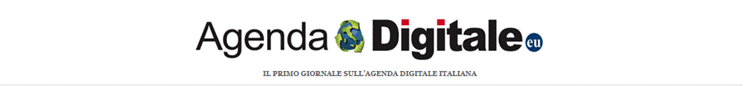 Agenda Digitale eu
IL PRIMO GIORNALE SULL'AGENDA DIGITALE ITALIANA